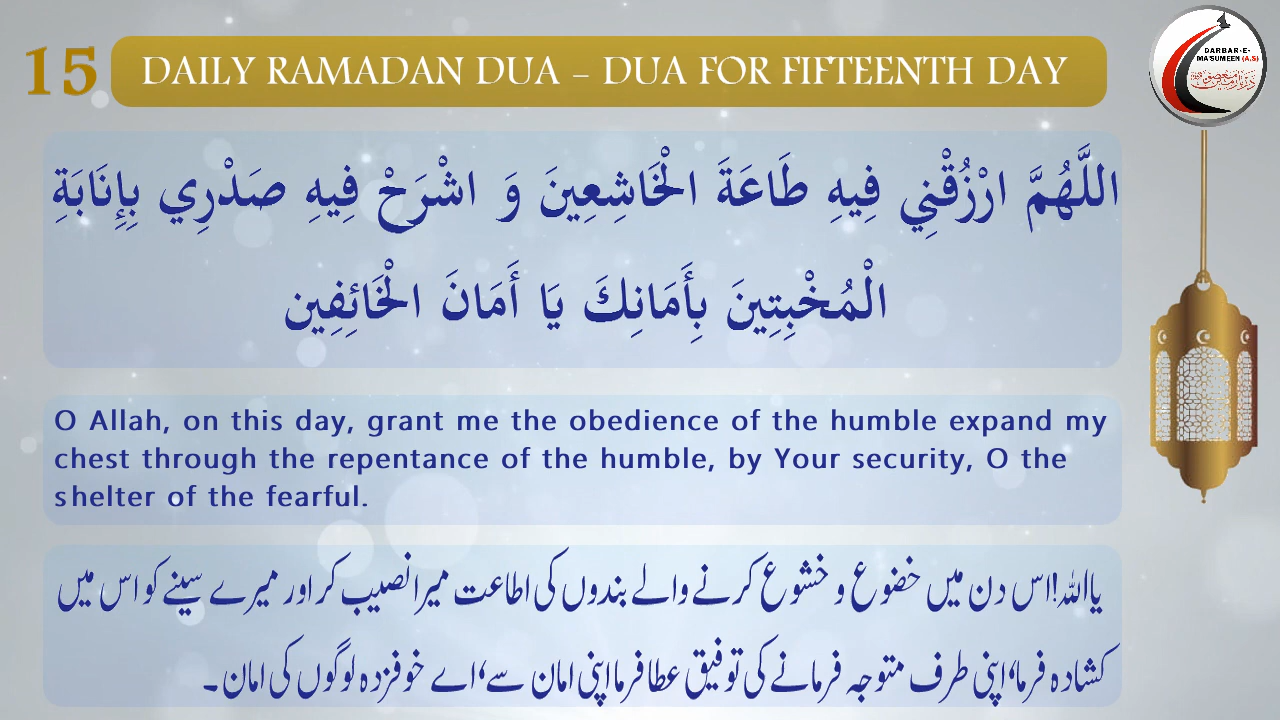 15
DAILY RAMADAN DUA – DUA FOR FIFTEENTH DAY
DARBAR-E-
MA'SUMEEN (A.S)
اللَّهُمَّ ارْزُقْنِي فِيهِ طَاعَةَ الْخَاشِعِينَ وَ اشْرَحْ فِيهِ صَدْرِي بِإِنَابَةِ
الْمُخْبِتِينَ بِأَمَانِكَ يَا أَمَانَ الْخَائِفِين
O Allah, on this day, grant me the obedience of the humble expand my
chest through the repentance of the humble, by Your security, O the
shelter of the fearful.
یااللہ!اس دن میں خضوع و خشوع کرنے والے بندوں کی اطاعت میرا نصیب کر اور میرے سینے کو اس میں
کشادہ فرما،اپنی طرف متوجہ فرمانے کی توفیق عطا فرما اپنی امان سے،اے خوفزدہ لوگوں کی امان۔